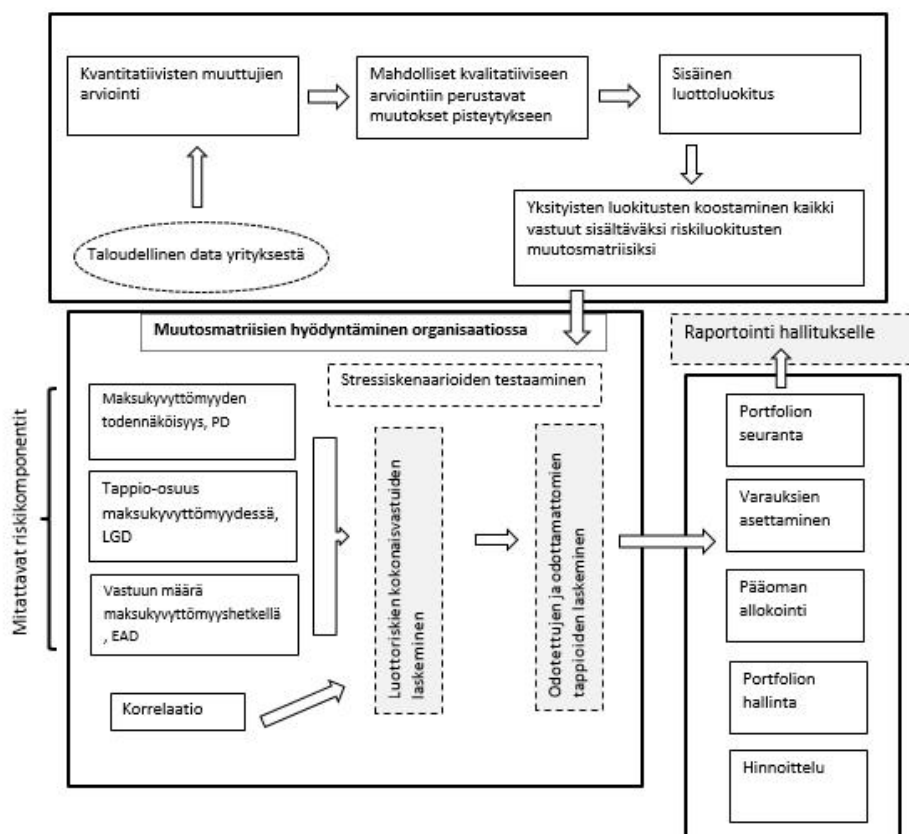 Kvantitatiivisten muuttujien
arviointi
Mahdolliset kvalitatiiviseen
arviointiin perustavat
muutokset pisteytykseen
Sisäinen
luottoluokitus
Taloudellinen data yrityksestä
Yksityisten luokitusten koostaminen kaikki
vastuut sisältäväksi riskiluokitusten
muutosmatriisiksi
Muutosmatriisien hyödyntäminen organisaatiossa
Stressiskenaarioiden testaaminen
Mitattavat riskikomponentit
Maksukyvyttömyyden
todennäköisyys, PD
Tappio-osuus
maksukyvyttömyydessä,
LGD
Vastuun määrä
maksukyvyttömyyshetkellä
, EAD
Korrelaatio
Luottoriskien kokonaisvastuiden
laskeminen
Odotettujen ja odottamattomien
tappioiden laskeminen
Raportointi hallitukselle
Portfolion
seuranta
Varauksien
asettaminen
Pääoman
allokointi
Portfolion
hallinta
Hinnoittelu